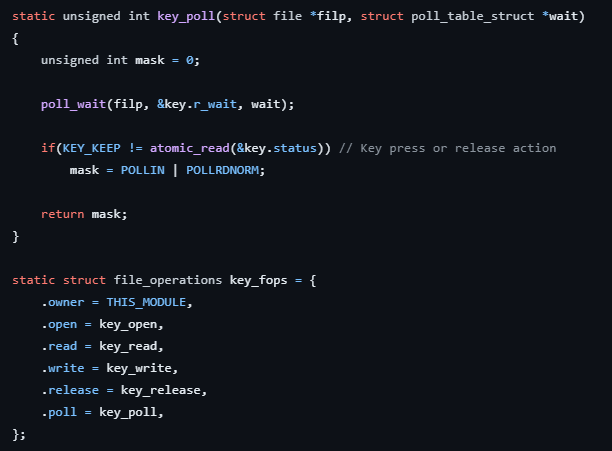 static unsigned int key_poll(struct file *filp, struct poll_table_struct *wait)
{
    unsigned int mask = 0;

    poll_wait(filp, &key.r_wait, wait);

    if(KEY_KEEP != atomic_read(&key.status)) // Key press or release action
        mask = POLLIN | POLLRDNORM;

    return mask;
}

static struct file_operations key_fops = {
    .owner = THIS_MODULE,
    .open = key_open,
    .read = key_read,
    .write = key_write,
    .release = key_release,
    .poll = key_poll,
};